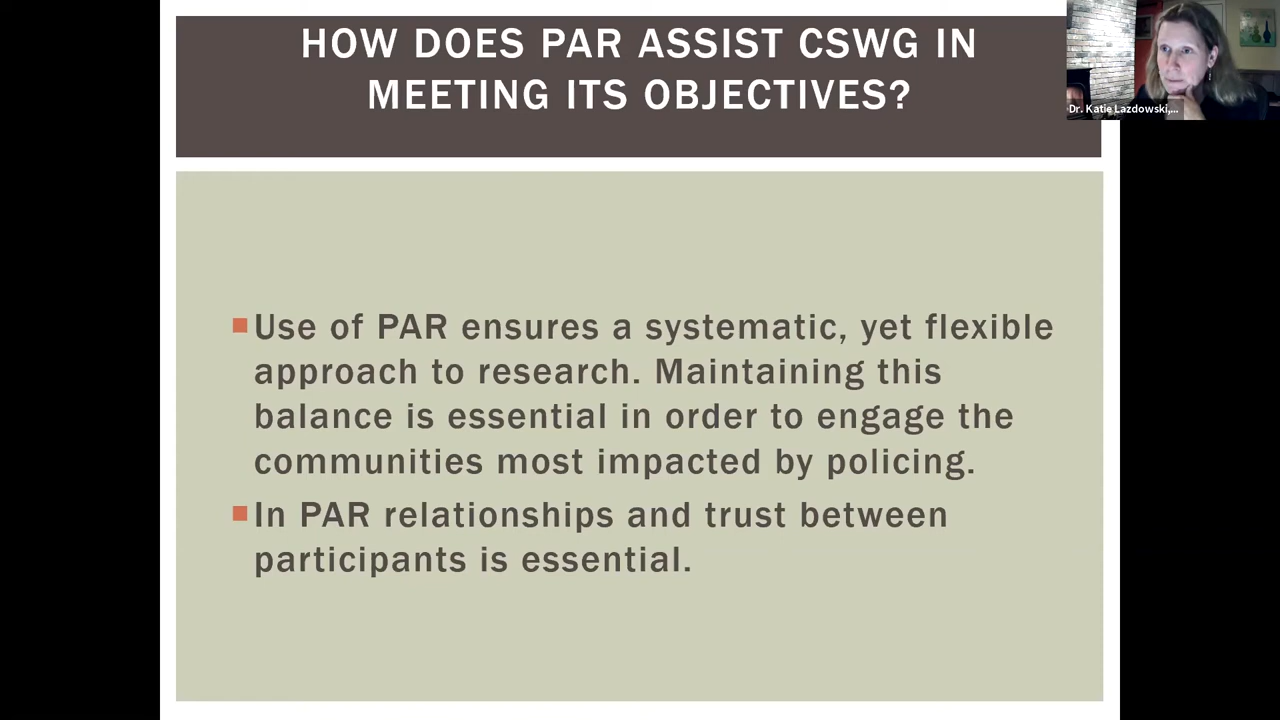 HOW DOES PAR ASSIST CSWG IN
MEETING ITS OBJECTIVES?
Dr. Katie Lazdowski,...
Use of PAR ensures a systematic, yet flexible
approach to research. Maintaining this
balance is essential in order to engage the
communities most impacted by policing.
In PAR relationships and trust between
participants is essential.